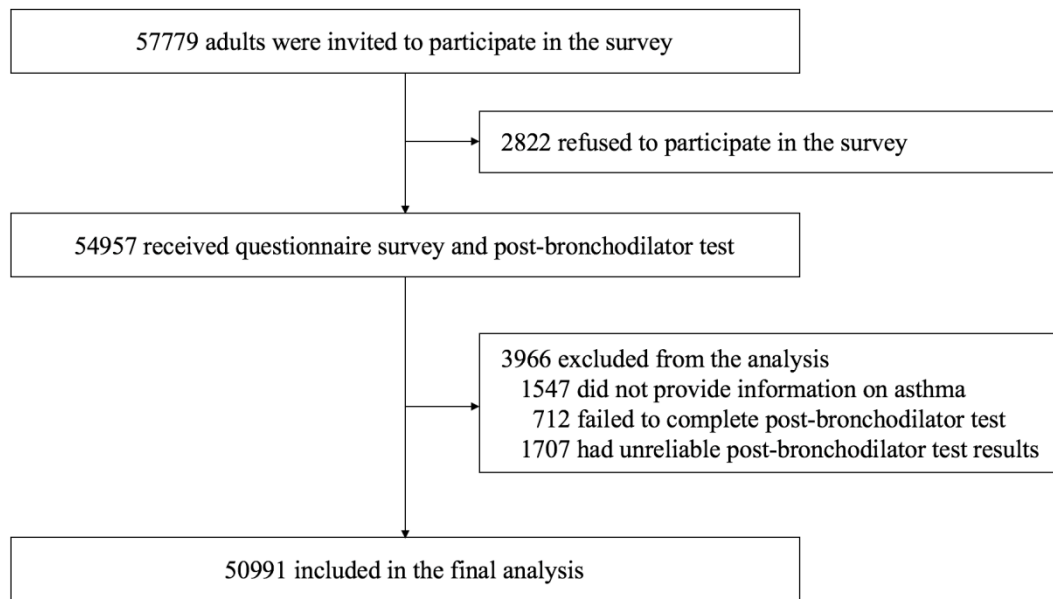 57779 adults were invited to participate in the survey
2822 refused to participate in the survey
54957 received questionnaire survey and post-bronchodilator test
3966 excluded from the analysis
1547 did not provide information on asthma
712 failed to complete post-bronchodilator test
1707 had unreliable post-bronchodilator test results
50991 included in the final analysis